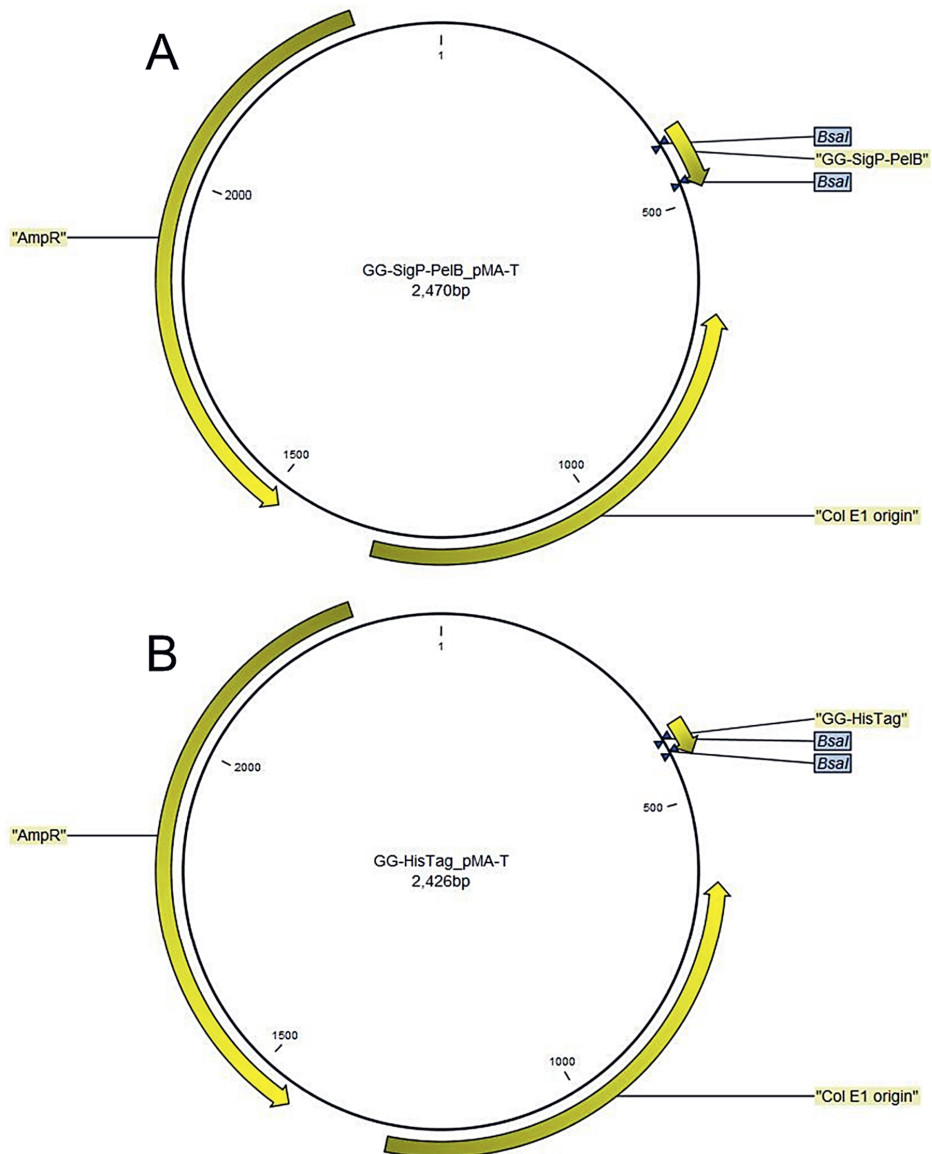 A
1
BsaI
"GG-SigP-PelB"
BsaI
2000
500
"AmpR"
GG-SigP-PelB_pMA-T
2,470bp
1500
1000
"Col E1 origin"
B
1
"GG-HisTag"
BsaI
BsaI
2000
500
"AmpR"
GG-HisTag_pMA-T
2,426bp
1500
1000
"Col E1 origin"